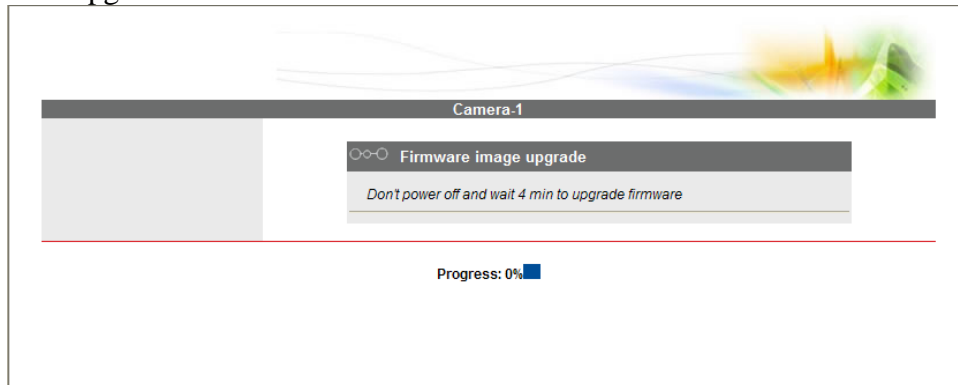 Camera-1
Firmware image upgrade
Don't power off and wait 4 min to upgrade firmware
Progress: 0%